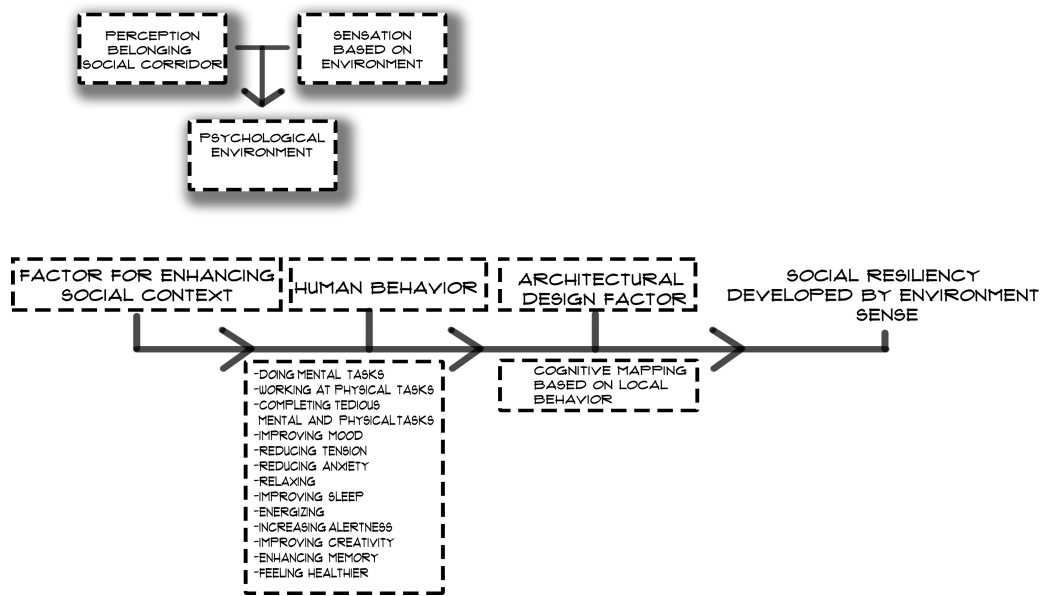 PERCEPTION
BELONGING
SOCIAL CORRIDOR
SENSATION
BASED ON
ENVIRONMENT
PSYCHOLOGICAL
ENVIRONMENT
FACTOR FOR ENHANCING
SOCIAL CONTEXT
HUMAN BEHAVIOR
ARCHITECTURAL
DESIGN FACTOR
SOCIAL RESILIENCY
DEVELOPED BY ENVIRONMENT
SENSE
-DOING MENTAL TASKS
-WORKING AT PHYSICAL TASKS
-COMPLETING TEDIOUS
MENTAL AND PHYSICAL TASKS
-IMPROVING MOOD
-REDUCING TENSION
-REDUCING ANXIETY
-RELAXING
-IMPROVING SLEEP
-ENERGIZING
-INCREASING ALERTNESS
-IMPROVING CREATIVITY
-ENHANCING MEMORY
-FEELING HEALTHIER
COGNITIVE MAPPING
BASED ON LOCAL
BEHAVIOR